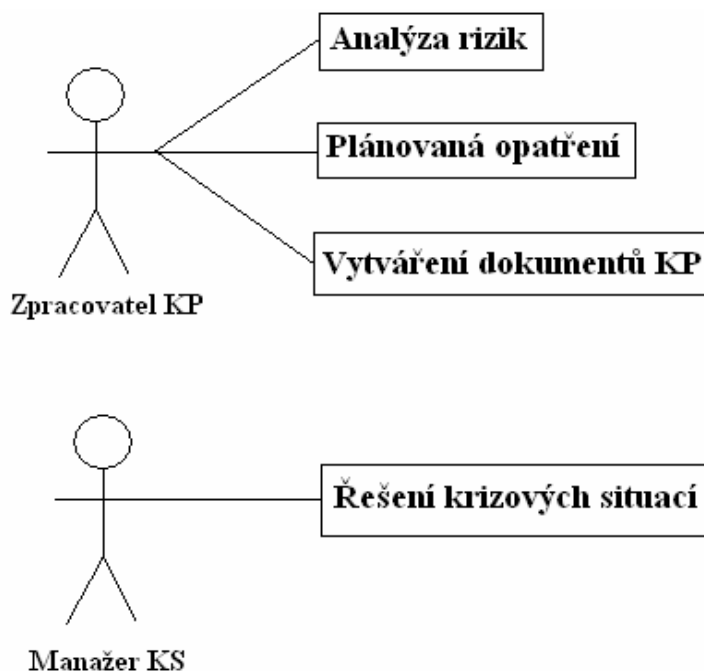 Analýza rizik
Plánovaná opatření
Vytváření dokumentů KP
Zpracovatel KP
Řešení krizových situací
Manažer KS